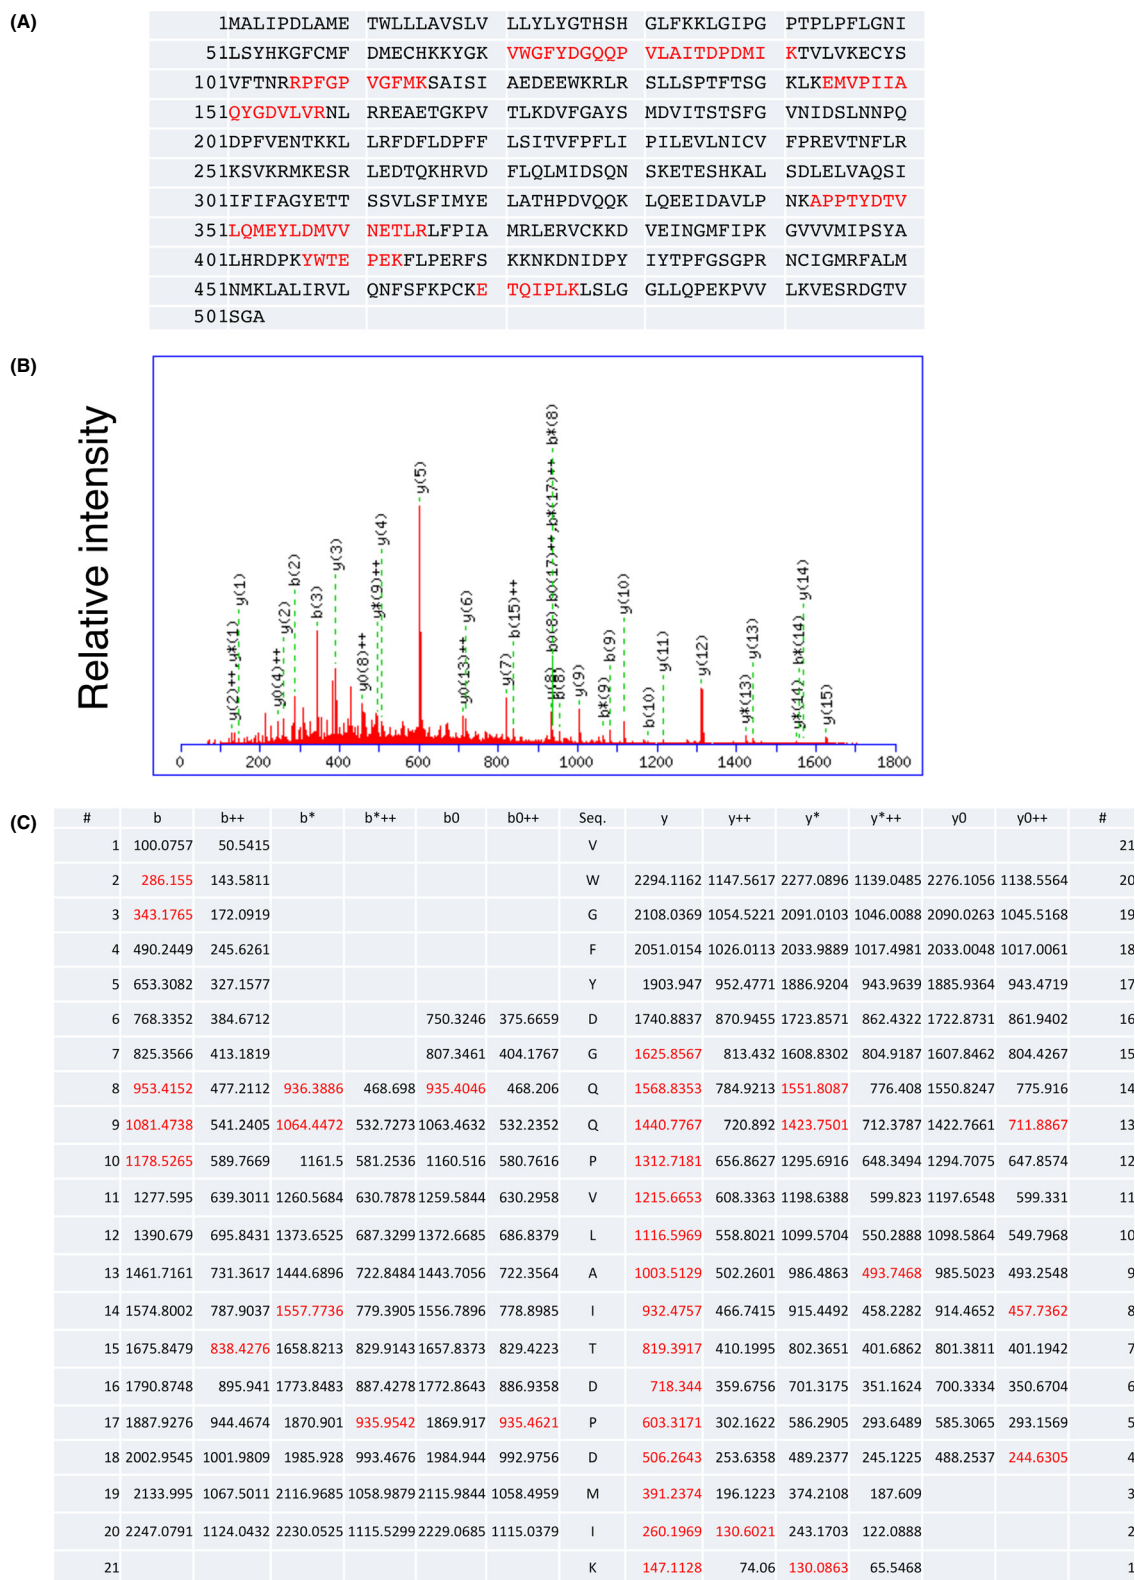 (A)
1MALIPDLAME TWLLLAVSLV LLYLYGTHSH GLFKKLGIPG PTPLPFLGNI
51LSYHKGFCMF DMECHKKYGK VWGFYDGQQP VLAITDPDMI KTVLVKECYS
101VFTNRRPFGP VGFMKSAISI AEDEEWKRLR SLLSPTFTSG KLKEMVPIIA
151QYGDVLVRNL RREAETGKPV TLKDVFGAYS MDVITSTSFG VNIDSLNNPQ
201DPFVENTKKL LRFDFLDPFF LSITVFPFLI PILEVLNICV FPREVTNFLR
251KSVKRMKESR LEDTQKHRVD FLQLMIDSQN SKETESHKAL SDLELVAQSI
301IFIFAGYETT SSVLSFIMYE LATHPDVQQK LQEEIDAVLP NKAPPTYDTV
351LQMEYLDMVV NETLRLFPIA MRLERVCKKD VEINGMFIPK GVVVMIPSYA
401LHRDPKYWTE PEKFLPERFS KKNKDNIDPY IYTPFGSGPR NCIGMRFALM
451NMKLALIRVL QNFSFKPCKE TQIPLKLSLG GLLQPEKPVV LKVESRDGTV
501SGA
(B)
Relative intensity
y(2)++,y*(1)
y(1)
y0(4)++
y(2)
b(2)
b(3)
y(3)
y0(8)++
y*(9)++
y(4)
y(5)
y0(13)++
y(6)
y(7)
b(15)++
y(8)
b0(8),b0(17)++,b*(17)++ b*(8)
b(8)
y(9)
b*(9)
b(9)
y(10)
b(10)
y(11)
y(12)
y*(13)
y(13)
y*(14)
b*(14)
y(14)
y(15)
0 200 400 600 800 1000 1200 1400 1600 1800
(C)
# b b++ b* b*++ b0 b0++ Seq. y y++ y* y*++ y0 y0++ #
1 100.0757 50.5415 V 21
2 286.155 143.5811 W 2294.1162 1147.5617 2277.0896 1139.0485 2276.1056 1138.5564 20
3 343.1765 172.0919 G 2108.0369 1054.5221 2091.0103 1046.0088 2090.0263 1045.5168 19
4 490.2449 245.6261 F 2051.0154 1026.0113 2033.9889 1017.4981 2033.0048 1017.0061 18
5 653.3082 327.1577 Y 1903.947 952.4771 1886.9204 943.9639 1885.9364 943.4719 17
6 768.3352 384.6712 750.3246 375.6659 D 1740.8837 870.9455 1723.8571 862.4322 1722.8731 861.9402 16
7 825.3566 413.1819 807.3461 404.1767 G 1625.8567 813.432 1608.8302 804.9187 1607.8462 804.4267 15
8 953.4152 477.2112 936.3886 468.698 935.4046 468.206 Q 1568.8353 784.9213 1551.8087 776.408 1550.8247 775.916 14
9 1081.4738 541.2405 1064.4472 532.7273 1063.4632 532.2352 Q 1440.7767 720.892 1423.7501 712.3787 1422.7661 711.8867 13
10 1178.5265 589.7669 1161.5 581.2536 1160.516 580.7616 P 1312.7181 656.8627 1295.6916 648.3494 1294.7075 647.8574 12
11 1277.595 639.3011 1260.5684 630.7878 1259.5844 630.2958 V 1215.6653 608.3363 1198.6388 599.823 1197.6548 599.331 11
12 1390.679 695.8431 1373.6525 687.3299 1372.6685 686.8379 L 1116.5969 558.8021 1099.5704 550.2888 1098.5864 549.7968 10
13 1461.7161 731.3617 1444.6896 722.8484 1443.7056 722.3564 A 1003.5129 502.2601 986.4863 493.7468 985.5023 493.2548 9
14 1574.8002 787.9037 1557.7736 779.3905 1556.7896 778.8985 I 932.4757 466.7415 915.4492 458.2282 914.4652 457.7362 8
15 1675.8479 838.4276 1658.8213 829.9143 1657.8373 829.4223 T 819.3917 410.1995 802.3651 401.6862 801.3811 401.1942 7
16 1790.8748 895.941 1773.8483 887.4278 1772.8643 886.9358 D 718.344 359.6756 701.3175 351.1624 700.3334 350.6704 6
17 1887.9276 944.4674 1870.901 935.9542 1869.917 935.4621 P 603.3171 302.1622 586.2905 293.6489 585.3065 293.1569 5
18 2002.9545 1001.9809 1985.928 993.4676 1984.944 992.9756 D 506.2643 253.6358 489.2377 245.1225 488.2537 244.6305 4
19 2133.995 1067.5011 2116.9685 1058.9879 2115.9844 1058.4959 M 391.2374 196.1223 374.2108 187.609 3
20 2247.0791 1124.0432 2230.0525 1115.5299 2229.0685 1115.0379 I 260.1969 130.6021 243.1703 122.0888 2
21 K 147.1128 74.06 130.0863 65.5468 1